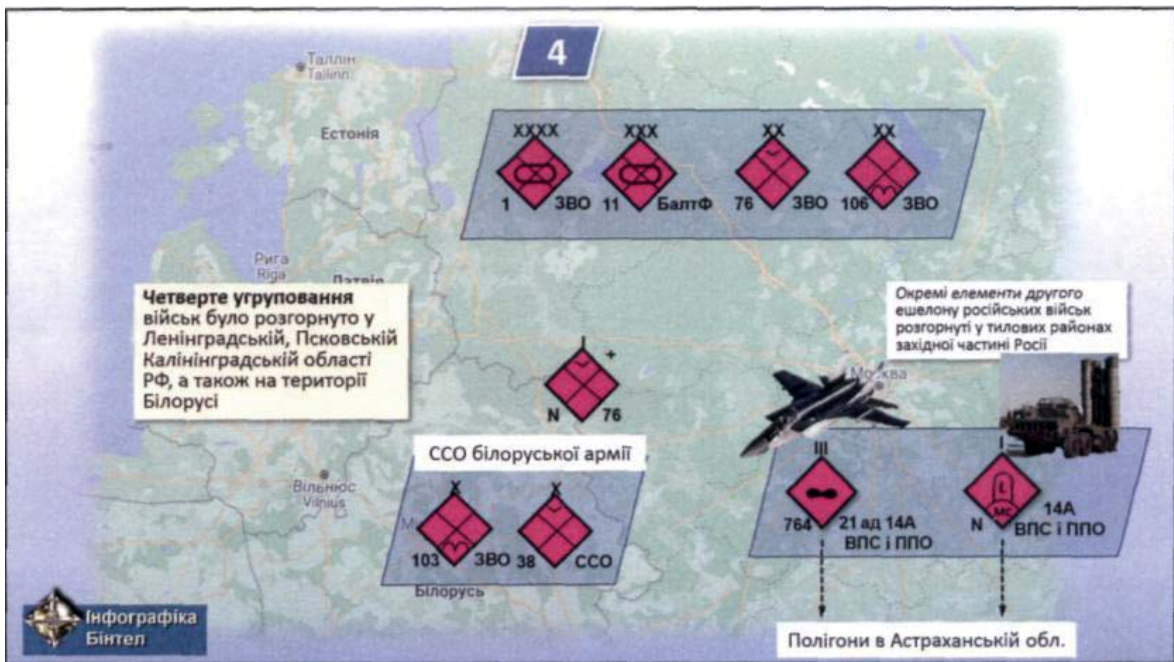 4
Таллін
Tallinn
Естонія
XXXX
XXX
XX
XX
1
ЗВО
11
БалтФ
76
ЗВО
106
ЗВО
Рига
Riga
Латвія
Четверте угруповання
військ було розгорнуто у
Ленінградській, Псковській
Калінінградській області
РФ, а також на території
Білорусі
Окремі елементи другого
ешелону російських військ
розгорнуті у тилових районах
західної частині Росії
Москва
I
+
N
76
ССО білоруської армії
Вільнюс
Vilnius
X
X
103
ЗВО
38
ССО
Білорусь
III
764
21 ад 14А
ВПС і ППО
I
L
МС
N
14А
ВПС і ППО
Полігони в Астраханській обл.
Інфографіка
Бінтел